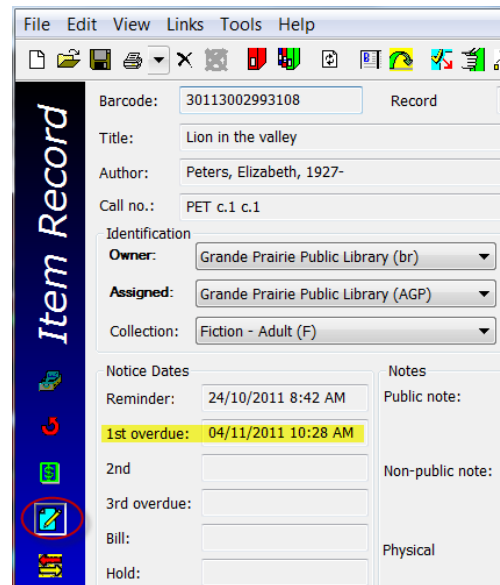 File Edit View Links Tools Help
Barcode: 30113002993108 Record
Title: Lion in the valley
Author: Peters, Elizabeth, 1927-
Call no.: PET c.1 c.1
Identification
Owner: Grande Prairie Public Library (br)
Assigned: Grande Prairie Public Library (AGP)
Collection: Fiction - Adult (F)
Item Record
Notice Dates Notes
Reminder: 24/10/2011 8:42 AM Public note:
1st overdue: 04/11/2011 10:28 AM
2nd Non-public note:
3rd overdue:
Bill: Physical
Hold: